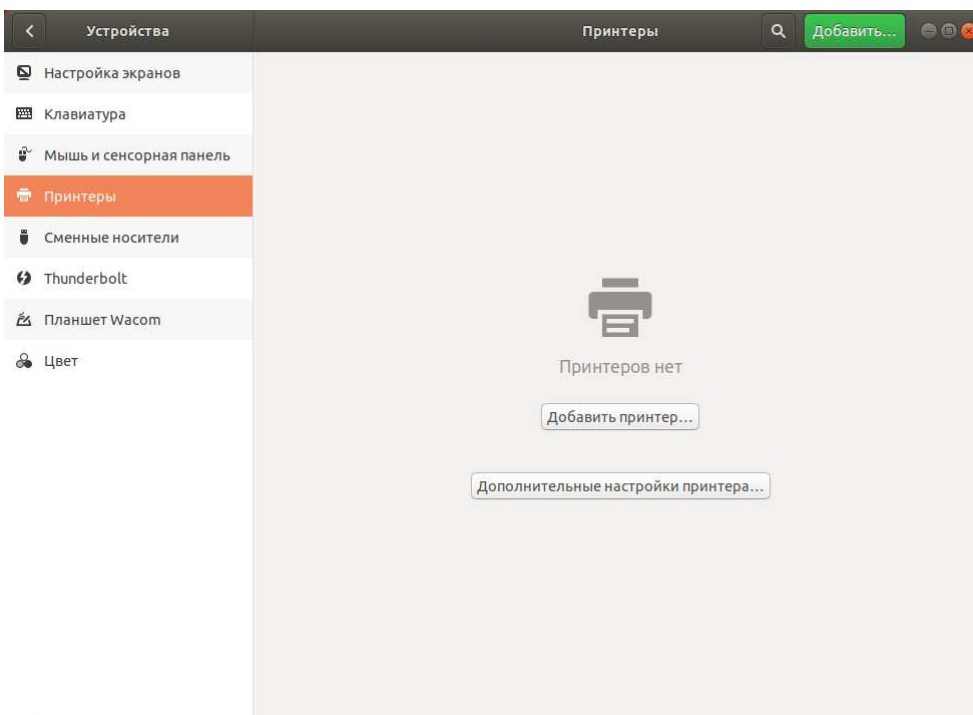 Устройства
Принтеры
Добавить...
Настройка экранов
Клавиатура
Мышь и сенсорная панель
Принтеры
Сменные носители
Thunderbolt
Планшет Wacom
Цвет
Принтеров нет
Добавить принтер...
Дополнительные настройки принтера...